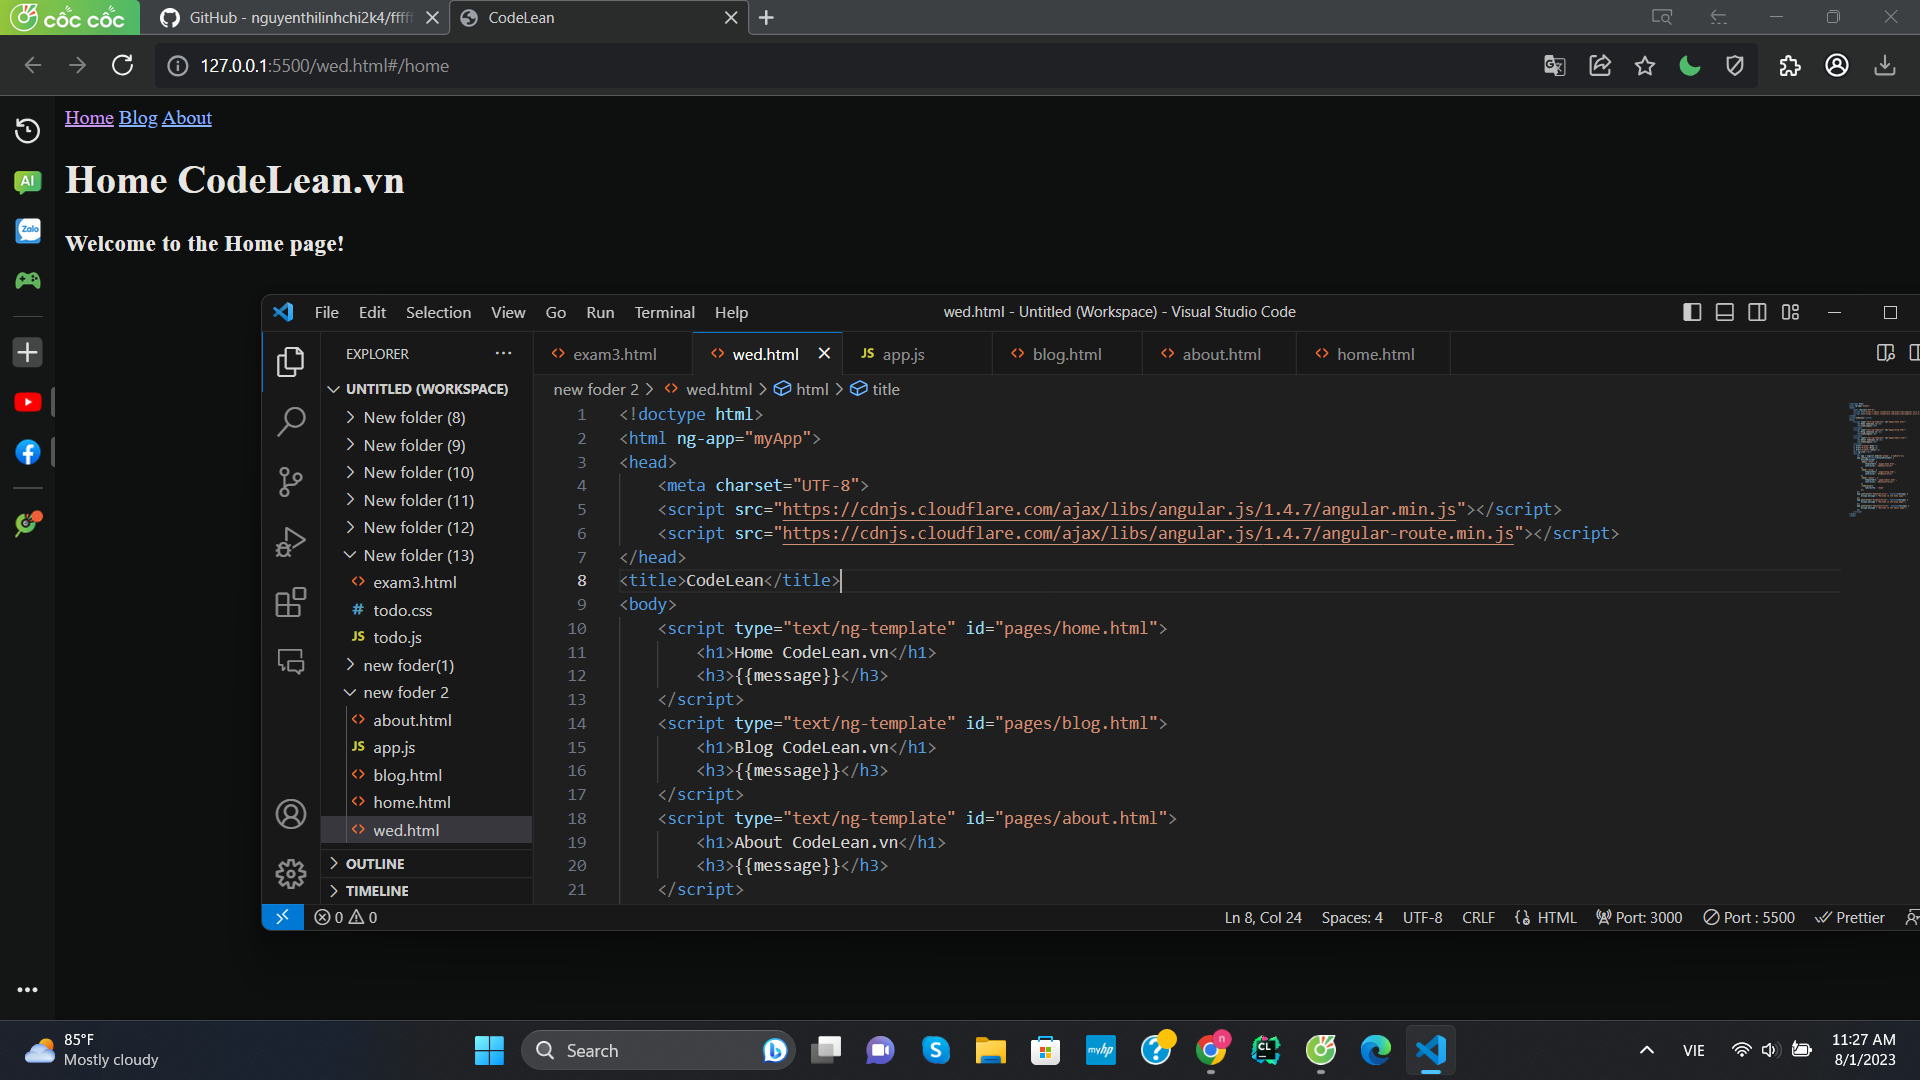 cốc cốc
GitHub - nguyenthilinhchi2k4/fffff
CodeLean
127.0.0.1:5500/wed.html#/home
Home Blog About
Home CodeLean.vn
Welcome to the Home page!
AI
Zalo
File Edit Selection View Go Run Terminal Help
wed.html - Untitled (Workspace) - Visual Studio Code
EXPLORER
UNTITLED (WORKSPACE)
New folder (8)
New folder (9)
New folder (10)
New folder (11)
New folder (12)
New folder (13)
exam3.html
# todo.css
JS todo.js
new foder(1)
new foder 2
about.html
JS app.js
blog.html
home.html
wed.html
OUTLINE
TIMELINE
exam3.html
wed.html
JS app.js
blog.html
about.html
home.html
new foder 2 > wed.html > html > title
1 <!doctype html>
2 <html ng-app="myApp">
3 <head>
4 <meta charset="UTF-8">
5 <script src="https://cdnjs.cloudflare.com/ajax/libs/angular.js/1.4.7/angular.min.js"></script>
6 <script src="https://cdnjs.cloudflare.com/ajax/libs/angular.js/1.4.7/angular-route.min.js"></script>
7 </head>
8 <title>CodeLean</title>
9 <body>
10 <script type="text/ng-template" id="pages/home.html">
11 <h1>Home CodeLean.vn</h1>
12 <h3>{{message}}</h3>
13 </script>
14 <script type="text/ng-template" id="pages/blog.html">
15 <h1>Blog CodeLean.vn</h1>
16 <h3>{{message}}</h3>
17 </script>
18 <script type="text/ng-template" id="pages/about.html">
19 <h1>About CodeLean.vn</h1>
20 <h3>{{message}}</h3>
21 </script>
0 0
Ln 8, Col 24 Spaces: 4 UTF-8 CRLF HTML Port: 3000 Port : 5500 Prettier
85°F
Mostly cloudy
Search
S
myhp
n
CL
VIE
11:27 AM
8/1/2023